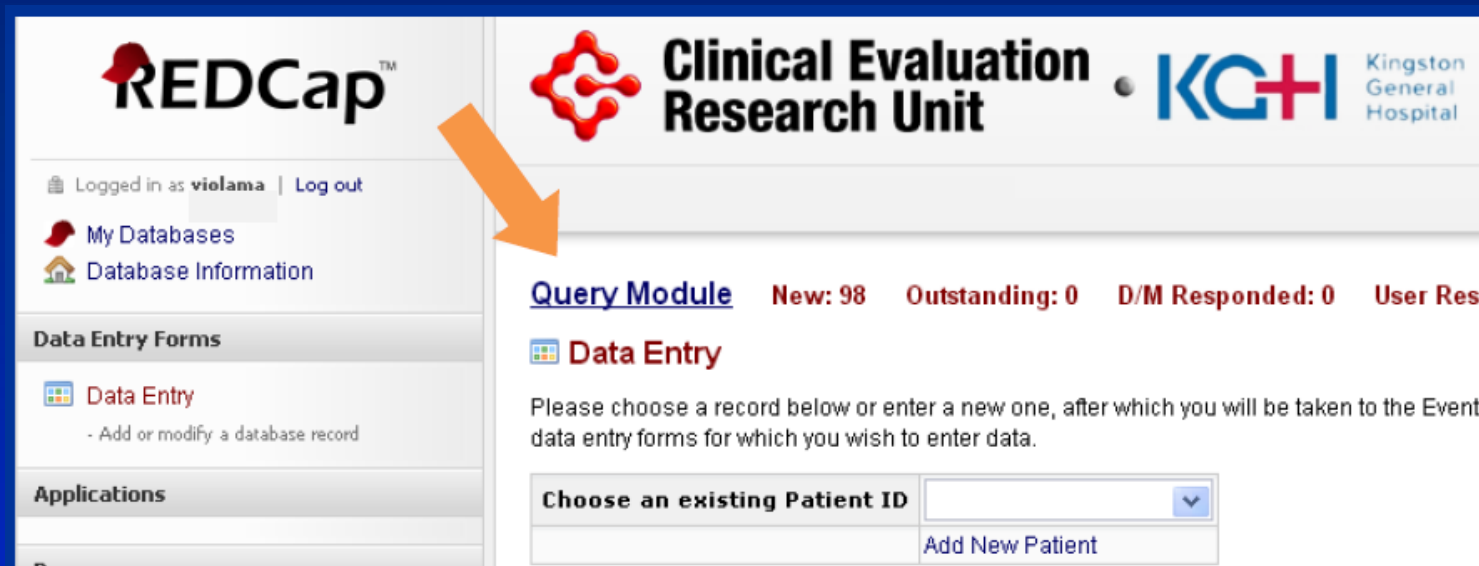 REDCap™
Logged in as violama | Log out
My Databases
Database Information
Data Entry Forms
Data Entry
- Add or modify a database record
Applications
Clinical Evaluation
Research Unit
KGH
Kingston
General
Hospital
Query Module New: 98 Outstanding: 0 D/M Responded: 0 User Res
Data Entry
Please choose a record below or enter a new one, after which you will be taken to the Event
data entry forms for which you wish to enter data.
Choose an existing Patient ID
Add New Patient